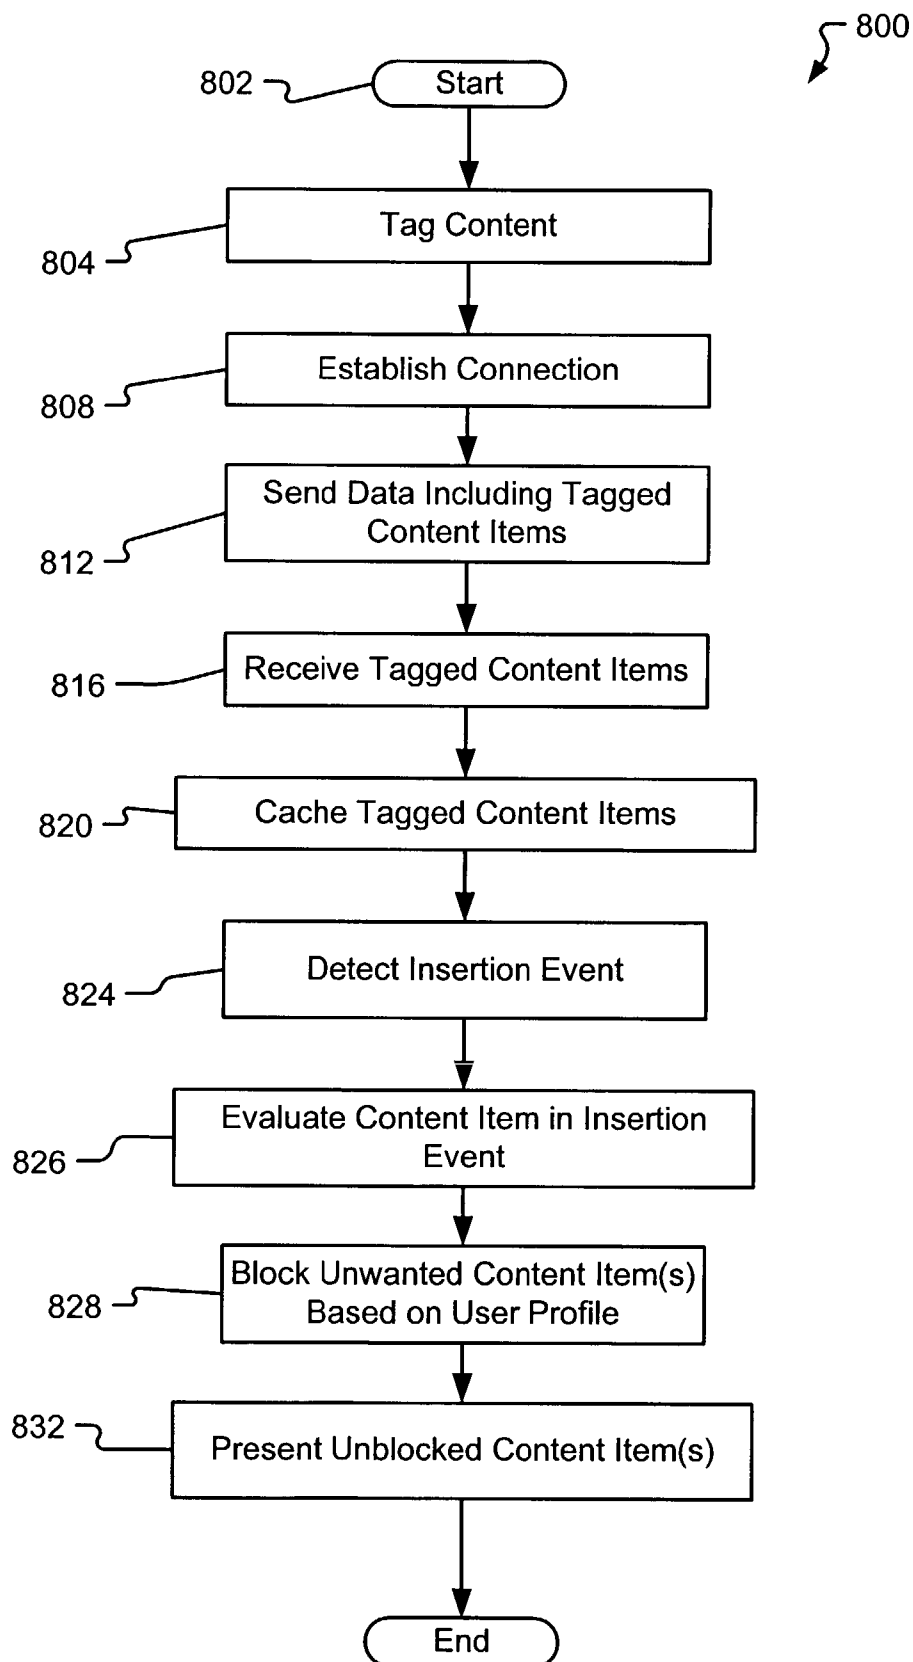 800
802
Start
Tag Content
804
Establish Connection
808
Send Data Including Tagged
Content Items
812
Receive Tagged Content Items
816
Cache Tagged Content Items
820
Detect Insertion Event
824
Evaluate Content Item in Insertion
Event
826
Block Unwanted Content Item(s)
Based on User Profile
828
832
Present Unblocked Content Item(s)
End